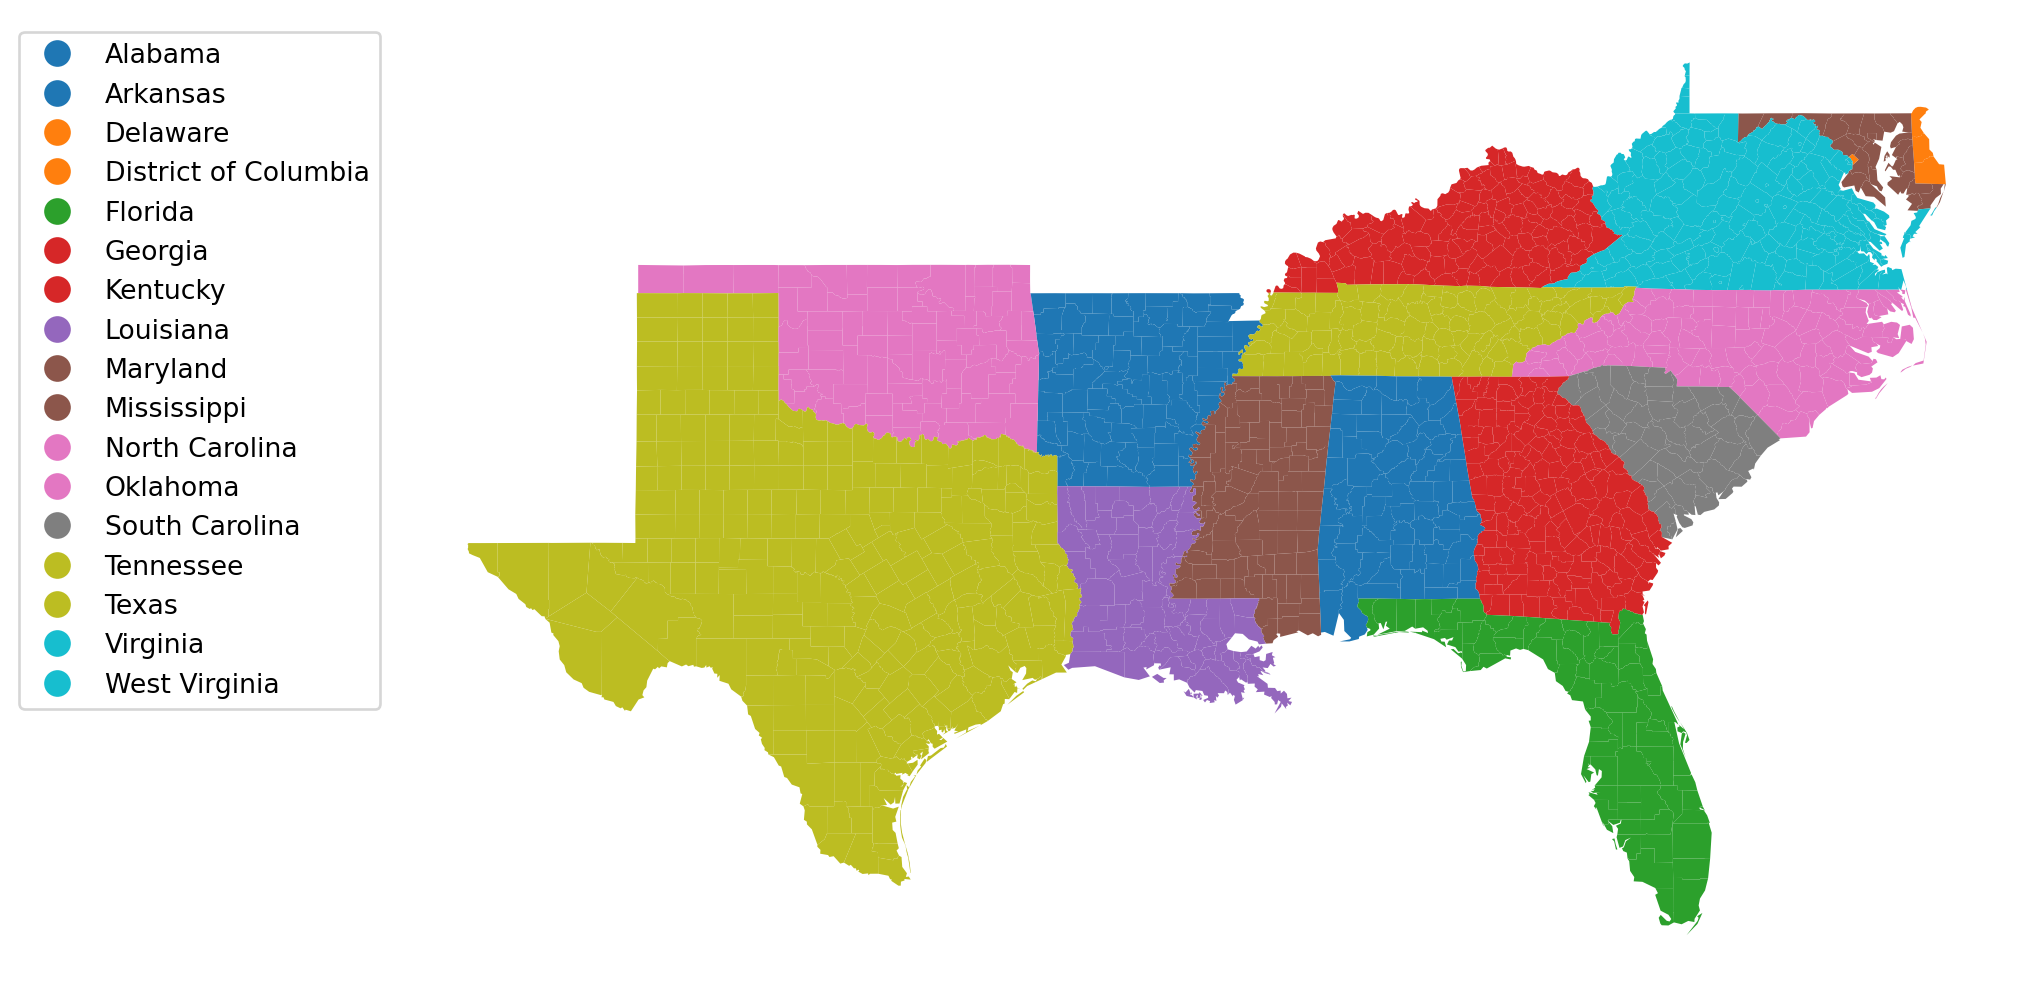 Alabama
Arkansas
Delaware
District of Columbia
Florida
Georgia
Kentucky
Louisiana
Maryland
Mississippi
North Carolina
Oklahoma
South Carolina
Tennessee
Texas
Virginia
West Virginia